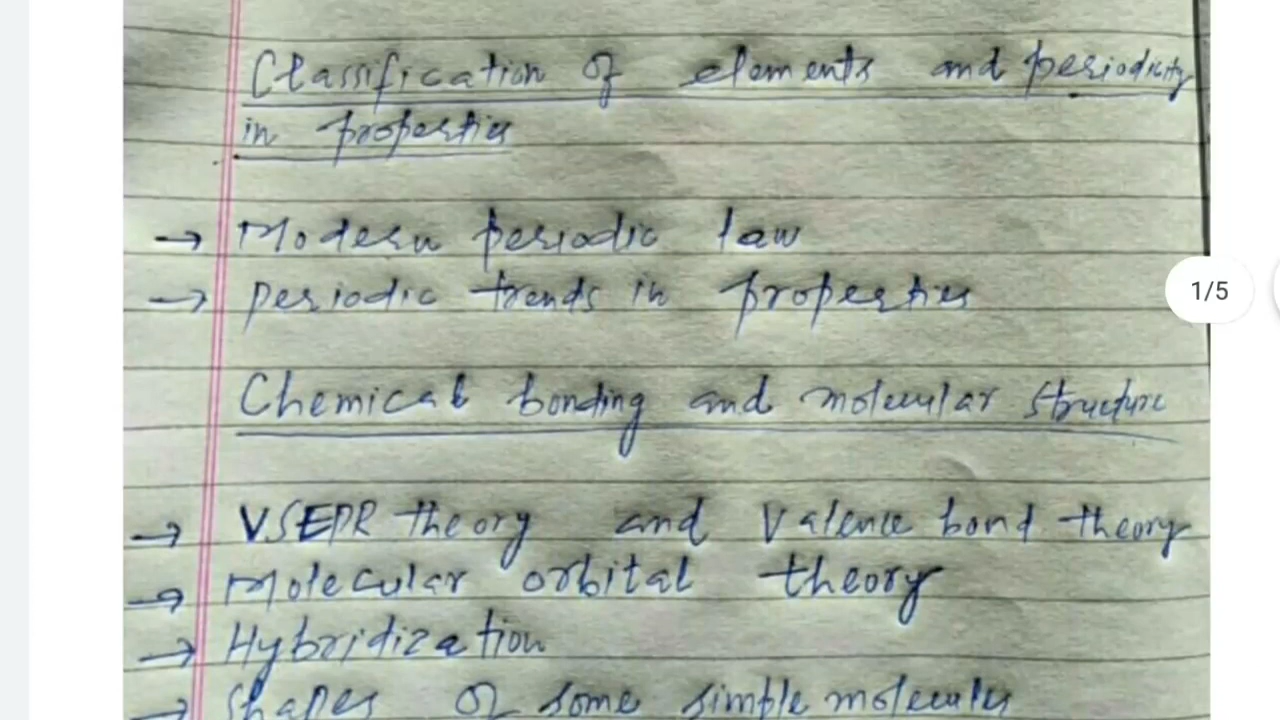 Classification of elements and periodicity
in properties
→ Modern periodic law
→ Periodic trends in properties
1/5
Chemical bonding and molecular structure
→ VSEPR theory and Valence bond theory
→ Molecular orbital theory
→ Hybridization
→ Shapes of some simple molecules